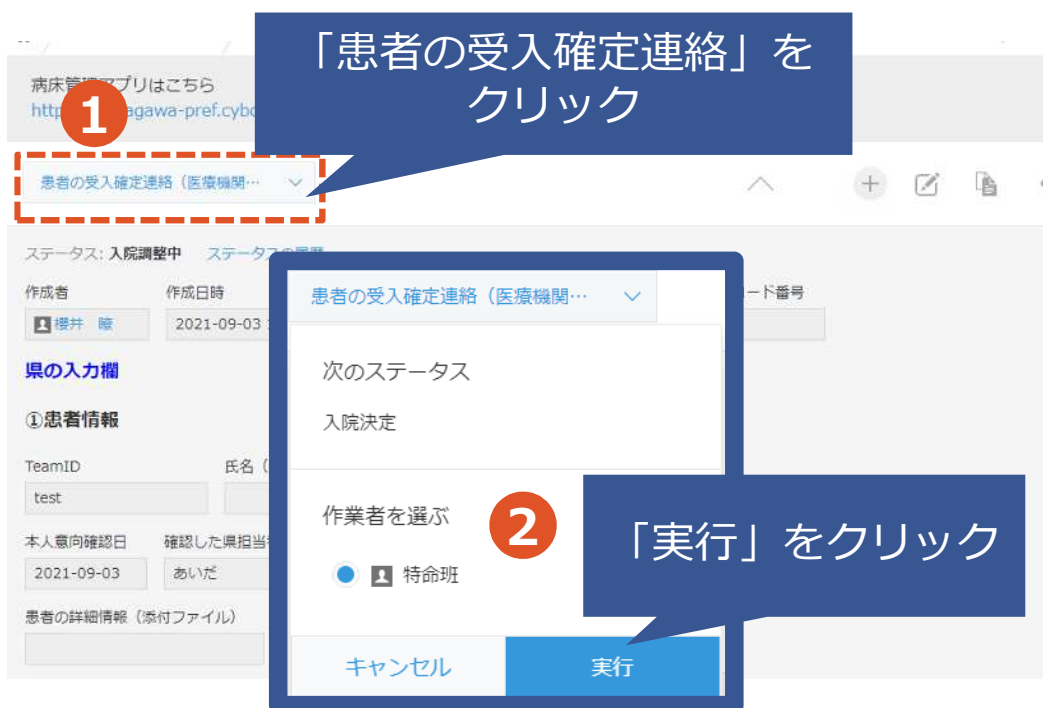 「患者の受入確定連絡」を
クリック
病床管理アプリはこちら
agawa-pref.cybo
1
患者の受入確定連絡（医療機関…
ステータス: 入院調整中
作成者
作成日時
ード番号
櫻井 瞭
2021-09-03
県の入力欄
①患者情報
TeamID
氏名（
test
本人意向確認日
確認した県担当
2021-09-03
あいだ
患者の詳細情報（添付ファイル）
患者の受入確定連絡（医療機関…
次のステータス
入院決定
作業者を選ぶ
特命班
2
「実行」をクリック
キャンセル
実行